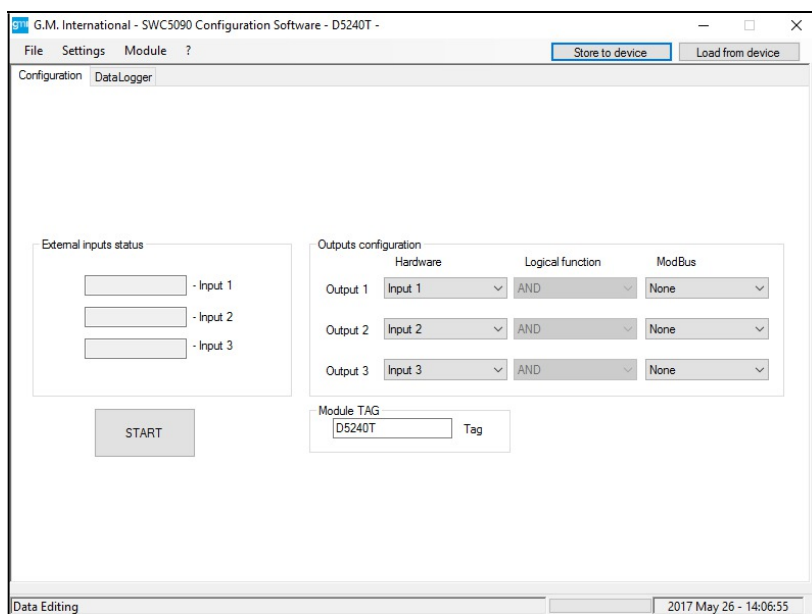 gmi G.M. International - SWC5090 Configuration Software - D5240T -
File Settings Module ? Store to device Load from device
Configuration DataLogger
External inputs status
- Input 1
- Input 2
- Input 3
START
Outputs configuration
Hardware Logical function ModBus
Output 1 Input 1 AND None
Output 2 Input 2 AND None
Output 3 Input 3 AND None
Module TAG
D5240T Tag
Data Editing 2017 May 26 - 14:06:55